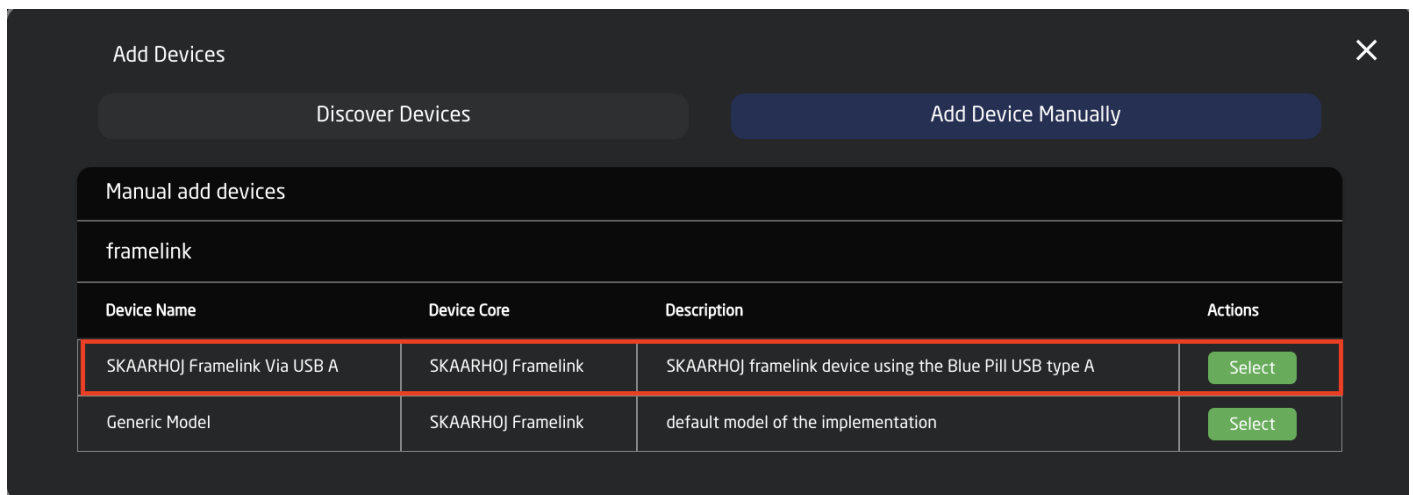 Add Devices
Discover Devices Add Device Manually
Manual add devices
framelink
Device Name Device Core Description Actions
SKAARHOJ Framelink Via USB A SKAARHOJ Framelink SKAARHOJ framelink device using the Blue Pill USB type A Select
Generic Model SKAARHOJ Framelink default model of the implementation Select